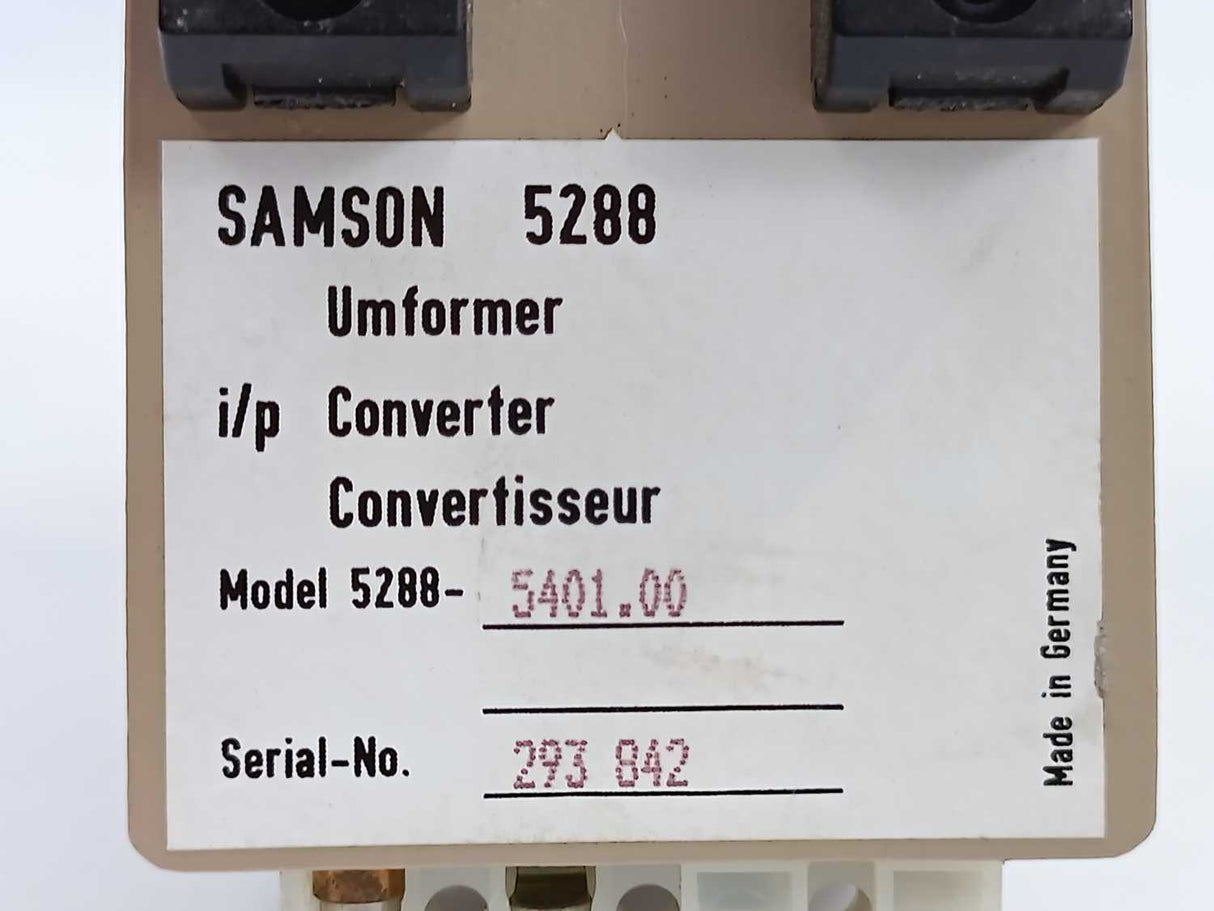 SAMSON 5288
Umformer
i/p Converter
Convertisseur
Model 5288- 5401.00
Serial-No. 293 842
Made in Germany